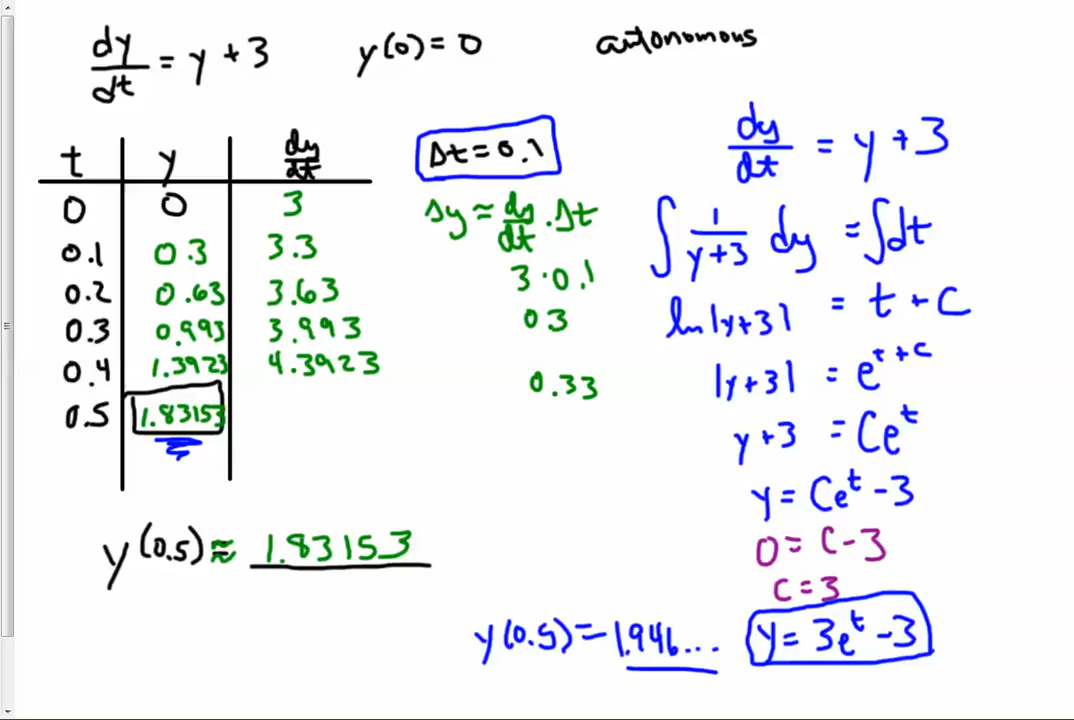 dy/dt = y + 3    y(0) = 0    autonomous
t    y    dy/dt
0    0    3
0.1    0.3    3.3
0.2    0.63    3.63
0.3    0.993    3.993
0.4    1.3923    4.3923
0.5    1.83153
y(0.5) ≈ 1.83153
Δt = 0.1
Δy ≈ dy/dt · Δt
3 · 0.1
0.3
0.33
dy/dt = y + 3
∫ 1/(y+3) dy = ∫ dt
ln|y+3| = t + C
|y+3| = e^(t+c)
y+3 = Ce^t
y = Ce^t - 3
0 = C - 3
C = 3
y(0.5) = 1.946...    y = 3e^t - 3